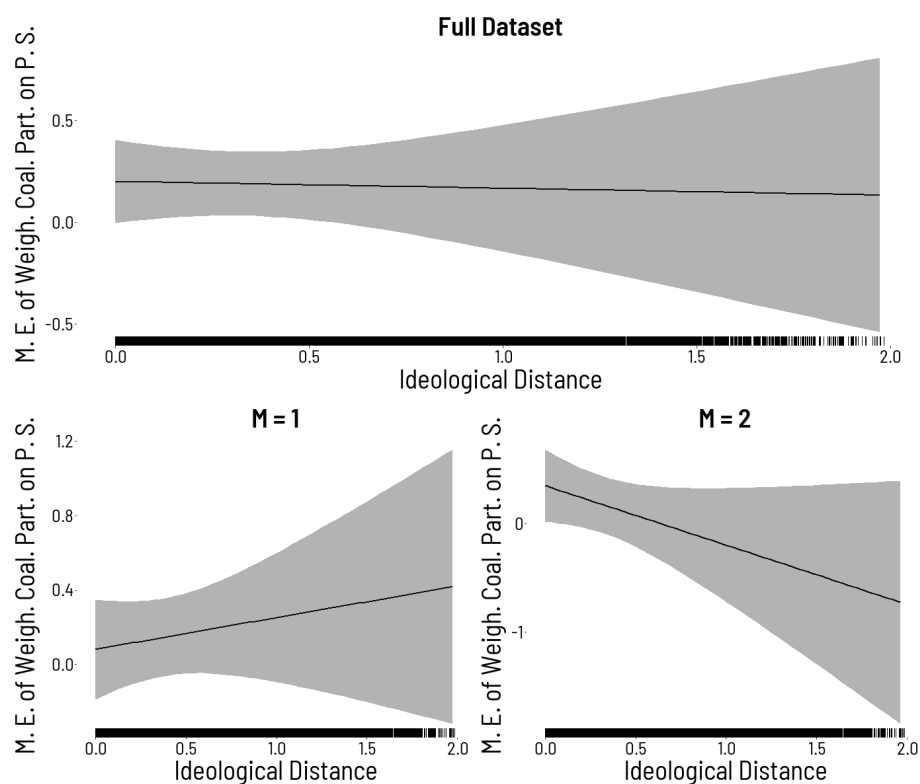 Full Dataset
M. E. of Weigh. Coal. Part. on P. S.
0.5
0.0
-0.5
0.0 0.5 1.0 1.5 2.0
Ideological Distance
M = 1
M. E. of Weigh. Coal. Part. on P. S.
1.2
0.8
0.4
0.0
0.0 0.5 1.0 1.5 2.0
Ideological Distance
M = 2
M. E. of Weigh. Coal. Part. on P. S.
0
-1
0.0 0.5 1.0 1.5 2.0
Ideological Distance